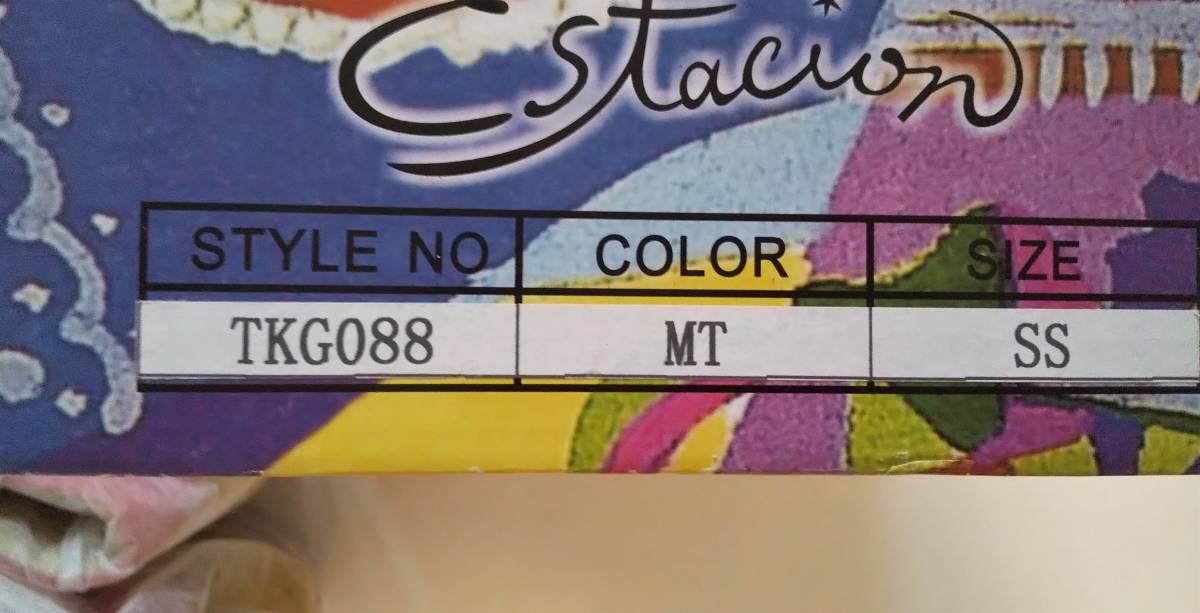 Estacion
STYLE NO COLOR SIZE
TKG088 MT SS